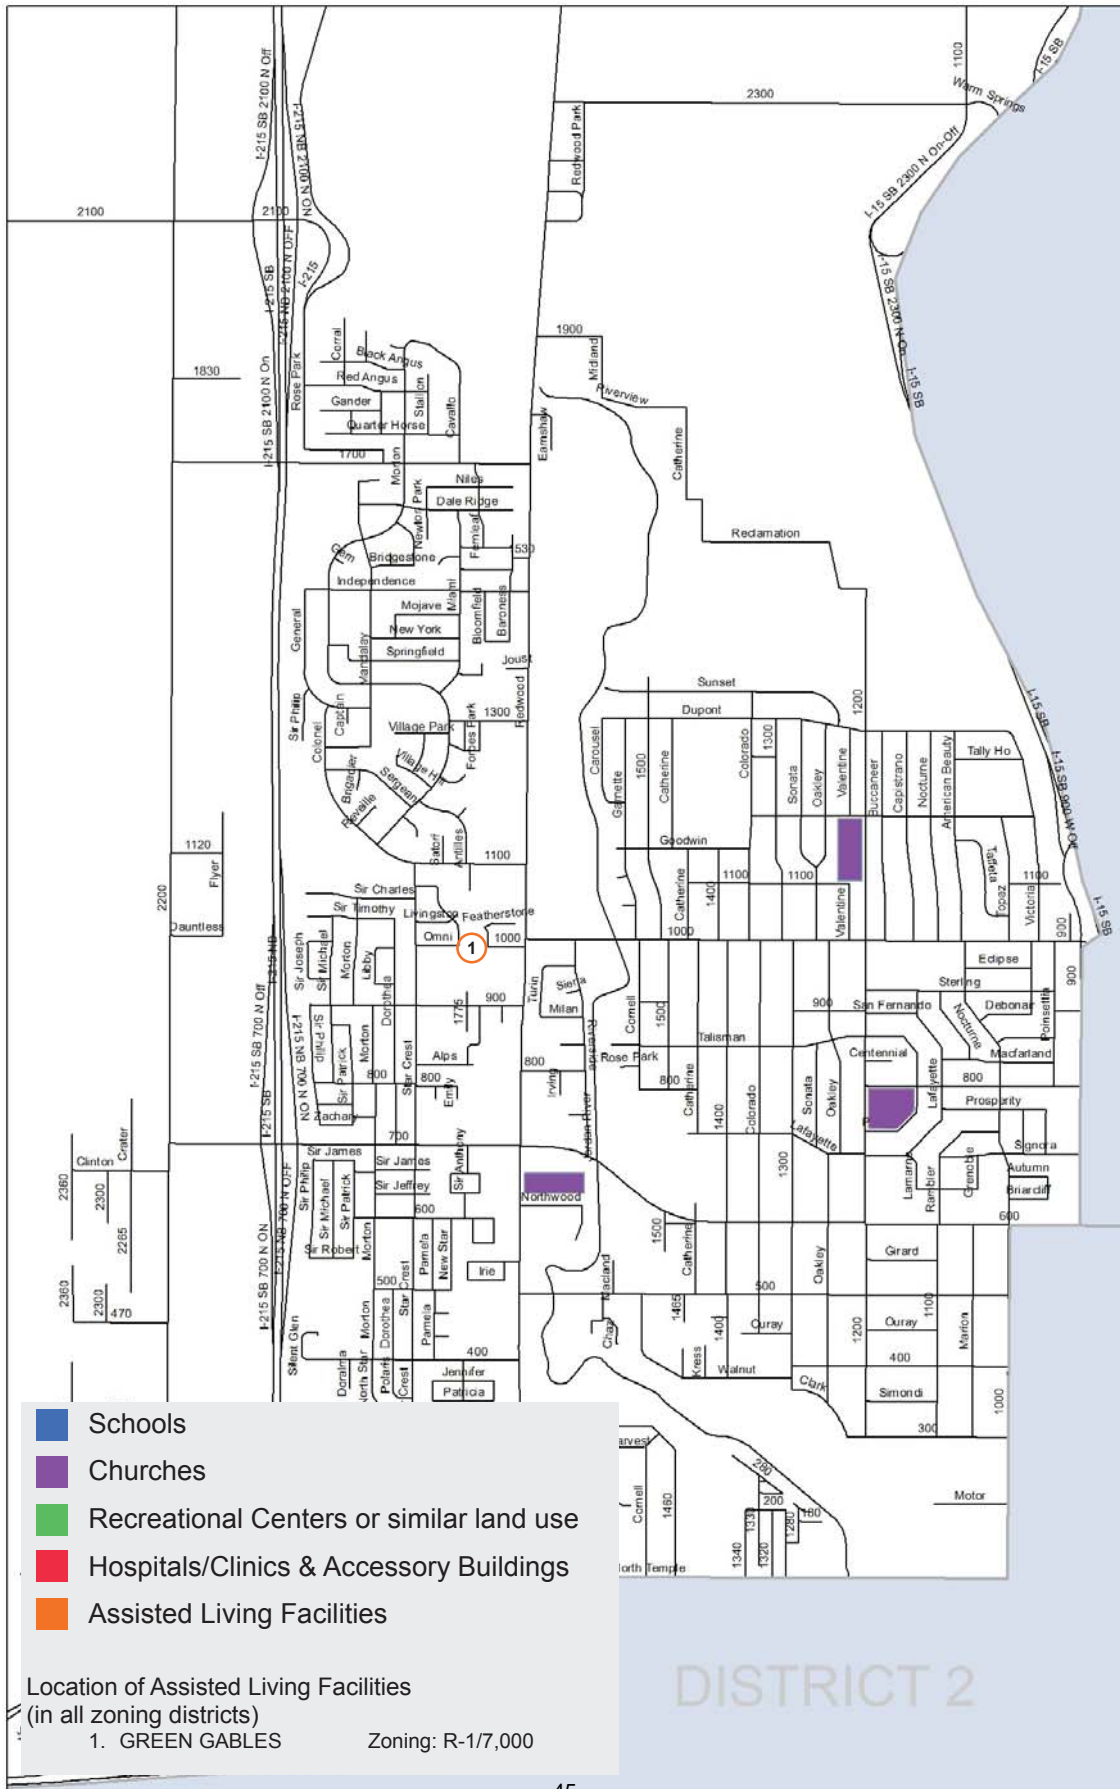 I-15 SB
1100
Warm Springs
2300
I-215 SB 2100 N Off
I-215 NB 2100 N ON
Redwood Park
I-15 SB 2300 N On-Off
2100
2100
I-215 SB
I-215 NB 2100 N OFF
I-215
I-15 SB 2300 N On
I-15 SB
1900
Midland
Corral
Black Angus
1830
I-215 SB 2100 N On
Rose Park
Red Angus
Stallion
Riverview
Gander
Cavallo
Quarter Horse
Earnshaw
Catherine
1700
Morton
Niles
Newton Park
Dale Ridge
Fernleaf
Reclamation
Gem
Bridgestone
1530
Independence
Miami
Mojave
Bloomfield
Baroness
General
New York
Springfield
Mandalay
Joust
Sunset
Redwood
1200
I-15 SB
Sir Philip
Captain
Colonel
1300
Dupont
Village Park
Forbes Park
Carousel
1500
Colorado
1300
Tally Ho
Village Hill
Brigadier
Sergeant
Garnette
Catherine
Sonata
Oakley
Valentine
Buccaneer
Capistrano
Nocturne
American Beauty
I-15 SB 900 W Off
Reveille
Satori
Antilles
Goodwin
1120
1100
Flyer
2200
Catherine
1400
1100
1100
Taffeta
Topaz
1100
Victoria
Sir Charles
Sir Timothy
Livingston
Featherstone
Valentine
I-15 SB
Dauntless
Omni
1
1000
1000
900
I-215 NB
Sir Joseph
Sir Michael
Morton
Libby
Dorothea
Eclipse
Turin
Siena
Sterling
900
I-215 SB 700 N Off
I-215 NB 700 N ON
900
1775
Milan
Cornell
1500
900
San Fernando
Nocturne
Debonair
Poinsettia
Sir Philip
Sir Patrick
Morton
Riverside
Talisman
Star Crest
Alps
Rose Park
Centennial
Macfarland
800
800
800
Emily
Irving
800
Catherine
Sonata
Oakley
Lafayette
800
I-215 SB
Zachary
Jordan River
1400
Colorado
Prosperity
700
Lafayette
P
Crater
Clinton
Sir James
Sir James
Sir Anthony
1300
1200
Signora
2360
2300
Sir Philip
Sir Michael
Sir Patrick
Sir Jeffrey
Lamarne
Rambler
Grenoble
Autumn
Briarcliff
2265
I-215 NB 700 N OFF
600
Northwood
600
Sir Robert
Morton
Pamela
New Star
1500
Catherine
Oakley
Girard
2360
2300
470
I-215 SB 700 N ON
500
Irie
Macland
500
Silent Glen
Morton
Dorothea
Star Crest
Pamela
Chaz
1465
1400
Ouray
1200
Ouray
1100
Marion
400
Doralma
North Star
Polaris
Crest
Jennifer
Patricia
Kress
Walnut
400
Clark
Simondi
1000
300
Cornell
1460
280
200
1330
1280
160
Motor
1340
1320
Schools
Churches
Recreational Centers or similar land use
Hospitals/Clinics & Accessory Buildings
Assisted Living Facilities
Location of Assisted Living Facilities
(in all zoning districts)
1. GREEN GABLES Zoning: R-1/7,000
DISTRICT 2